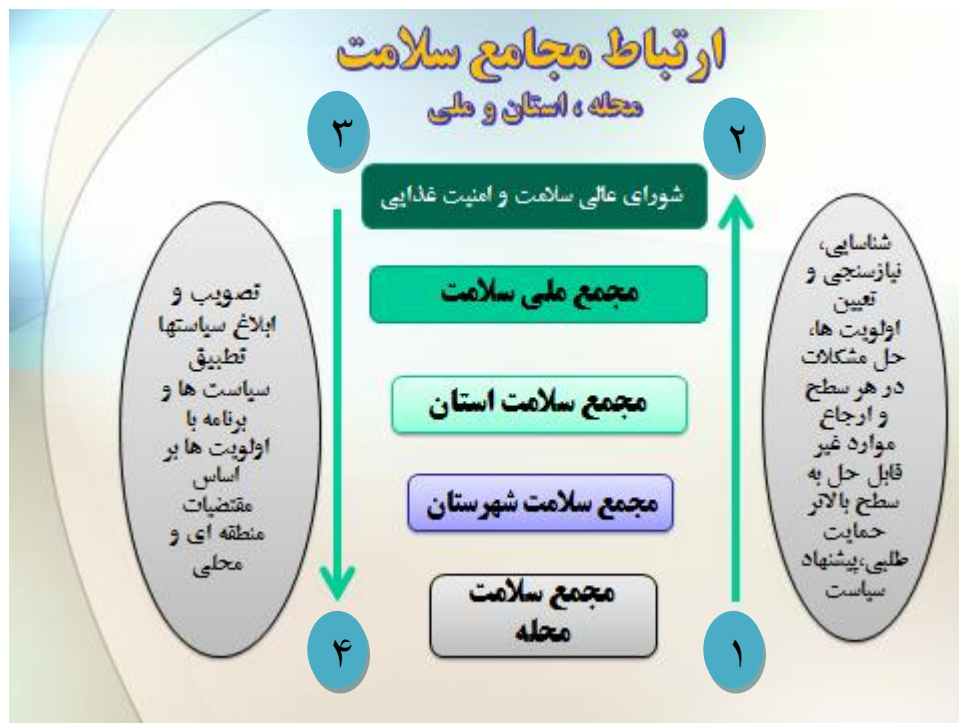 ارتباط مجامع سلامت
محله ، استان و ملی
۲
۳
شورای عالی سلامت و امنیت غذایی
مجمع ملی سلامت
مجمع سلامت استان
مجمع سلامت شهرستان
مجمع سلامت
محله
شناسایی،
نیازسنجی و
تعیین
اولویت ها،
حل مشکلات
در هر سطح
و ارجاع
موارد غیر
قابل حل به
سطح بالاتر
حمایت
طلبی،پیشنهاد
سیاست
تصویب و
ابلاغ سیاستها
تطبیق
سیاست ها و
برنامه با
اولویت ها بر
اساس
مقتضیات
منطقه ای و
محلی
۱
۴